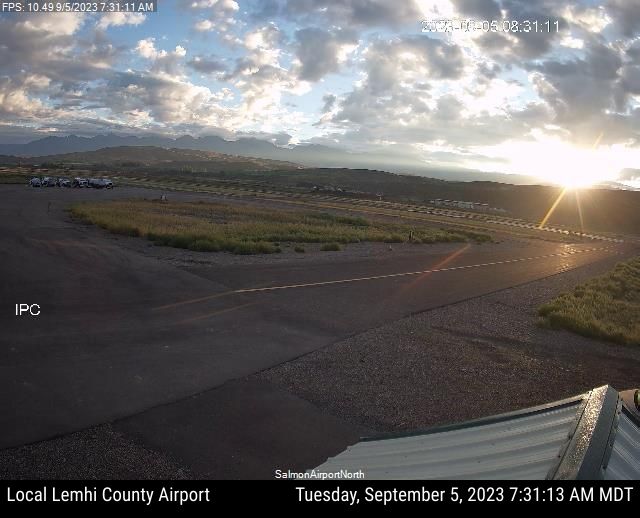 FPS: 10.49 9/5/2023 7:31:11 AM
2023-09-05 08:31:11
IPC
SalmonAirportNorth
Local Lemhi County Airport Tuesday, September 5, 2023 7:31:13 AM MDT